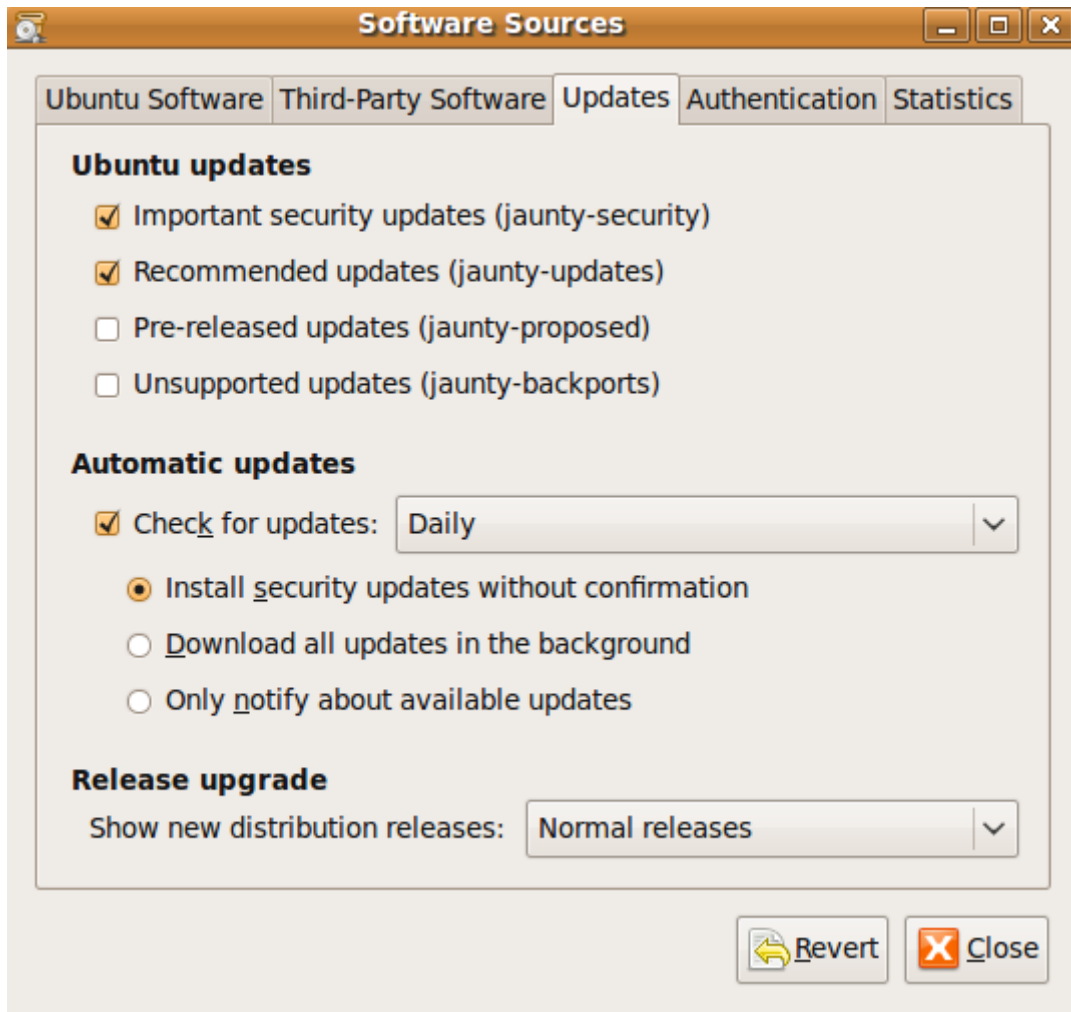 Software Sources
Ubuntu Software Third-Party Software Updates Authentication Statistics
Ubuntu updates
Important security updates (jaunty-security)
Recommended updates (jaunty-updates)
Pre-released updates (jaunty-proposed)
Unsupported updates (jaunty-backports)
Automatic updates
Check for updates: Daily
Install security updates without confirmation
Download all updates in the background
Only notify about available updates
Release upgrade
Show new distribution releases: Normal releases
Revert Close